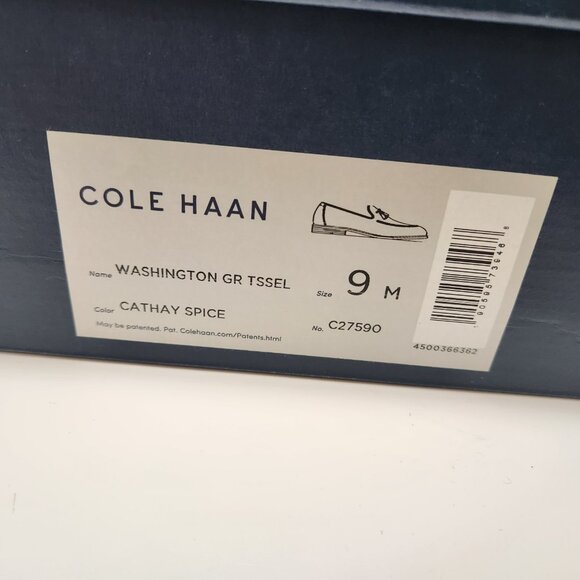 COLE HAAN
Name WASHINGTON GR TSSEL
Size 9 M
Color CATHAY SPICE
No. C27590
May be patented. Pat. Colehaan.com/Patents.html
4500366362